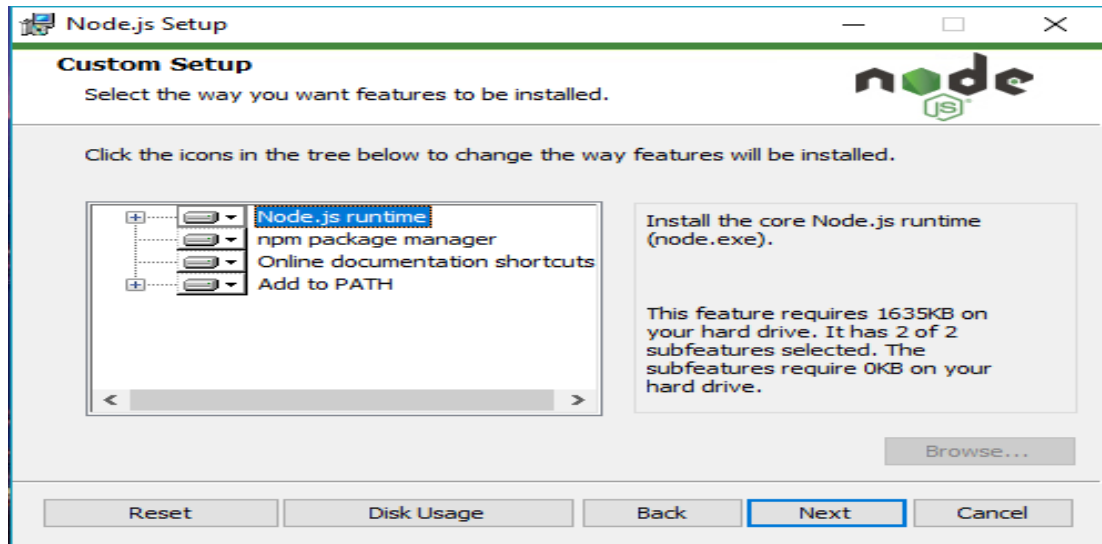 Node.js Setup
Custom Setup
Select the way you want features to be installed.
node
JS
Click the icons in the tree below to change the way features will be installed.
Node.js runtime
npm package manager
Online documentation shortcuts
Add to PATH
Install the core Node.js runtime
(node.exe).
This feature requires 1635KB on
your hard drive. It has 2 of 2
subfeatures selected. The
subfeatures require 0KB on your
hard drive.
Browse...
Reset
Disk Usage
Back
Next
Cancel